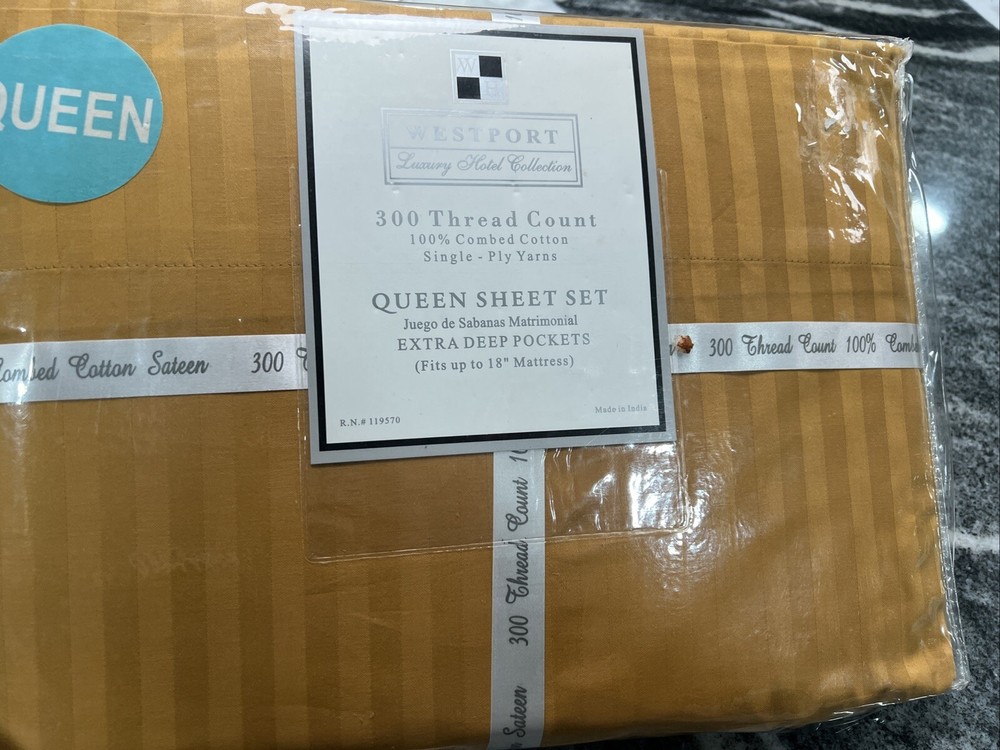 QUEEN
W
H
WESTPORT
Luxury Hotel Collection
300 Thread Count
100% Combed Cotton
Single - Ply Yarns
QUEEN SHEET SET
Juego de Sabanas Matrimonial
EXTRA DEEP POCKETS
(Fits up to 18" Mattress)
R.N.# 119570
Made in India
Combed Cotton Sateen 300
300 Thread Count 100%
300 Thread Count
Sateen